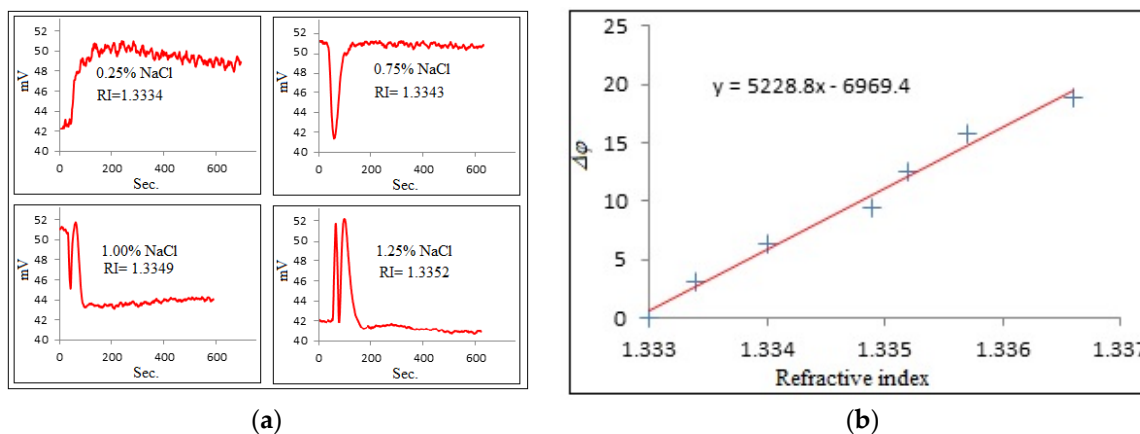 52
50
48
46
44
42
40
mV
0.25% NaCl
RI=1.3334
0 200 400 600
Sec.
52
50
48
46
44
42
40
mV
0.75% NaCl
RI= 1.3343
0 200 400 600
Sec.
52
50
48
46
44
42
40
mV
1.00% NaCl
RI= 1.3349
0 200 400 600
Sec.
52
50
48
46
44
42
40
mV
1.25% NaCl
RI= 1.3352
0 200 400 600
Sec.
(a)
25
20
15
10
5
0
Δφ
y = 5228.8x - 6969.4
1.333 1.334 1.335 1.336 1.337
Refractive index
(b)